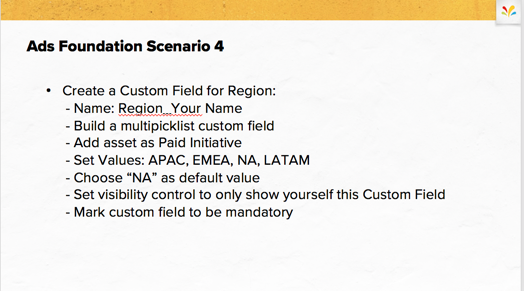 Ads Foundation Scenario 4
• Create a Custom Field for Region:
- Name: Region_Your Name
- Build a multipicklist custom field
- Add asset as Paid Initiative
- Set Values: APAC, EMEA, NA, LATAM
- Choose “NA” as default value
- Set visibility control to only show yourself this Custom Field
- Mark custom field to be mandatory